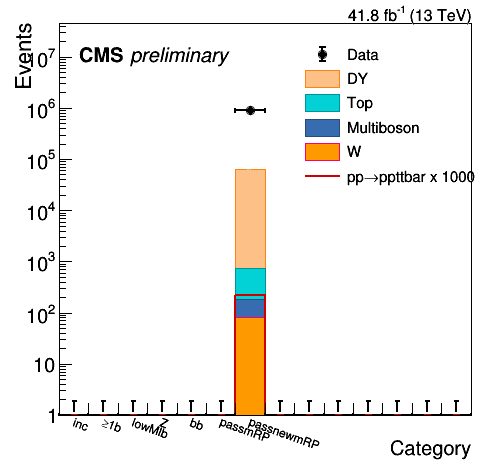 41.8 fb⁻¹ (13 TeV)
Events
CMS preliminary
Data
DY
Top
Multiboson
W
pp→ppttbar x 1000
10⁷
10⁶
10⁵
10⁴
10³
10²
10
1
inc
≥1b
lowMlb
Z
bb
passmRP
passnewmRP
Category